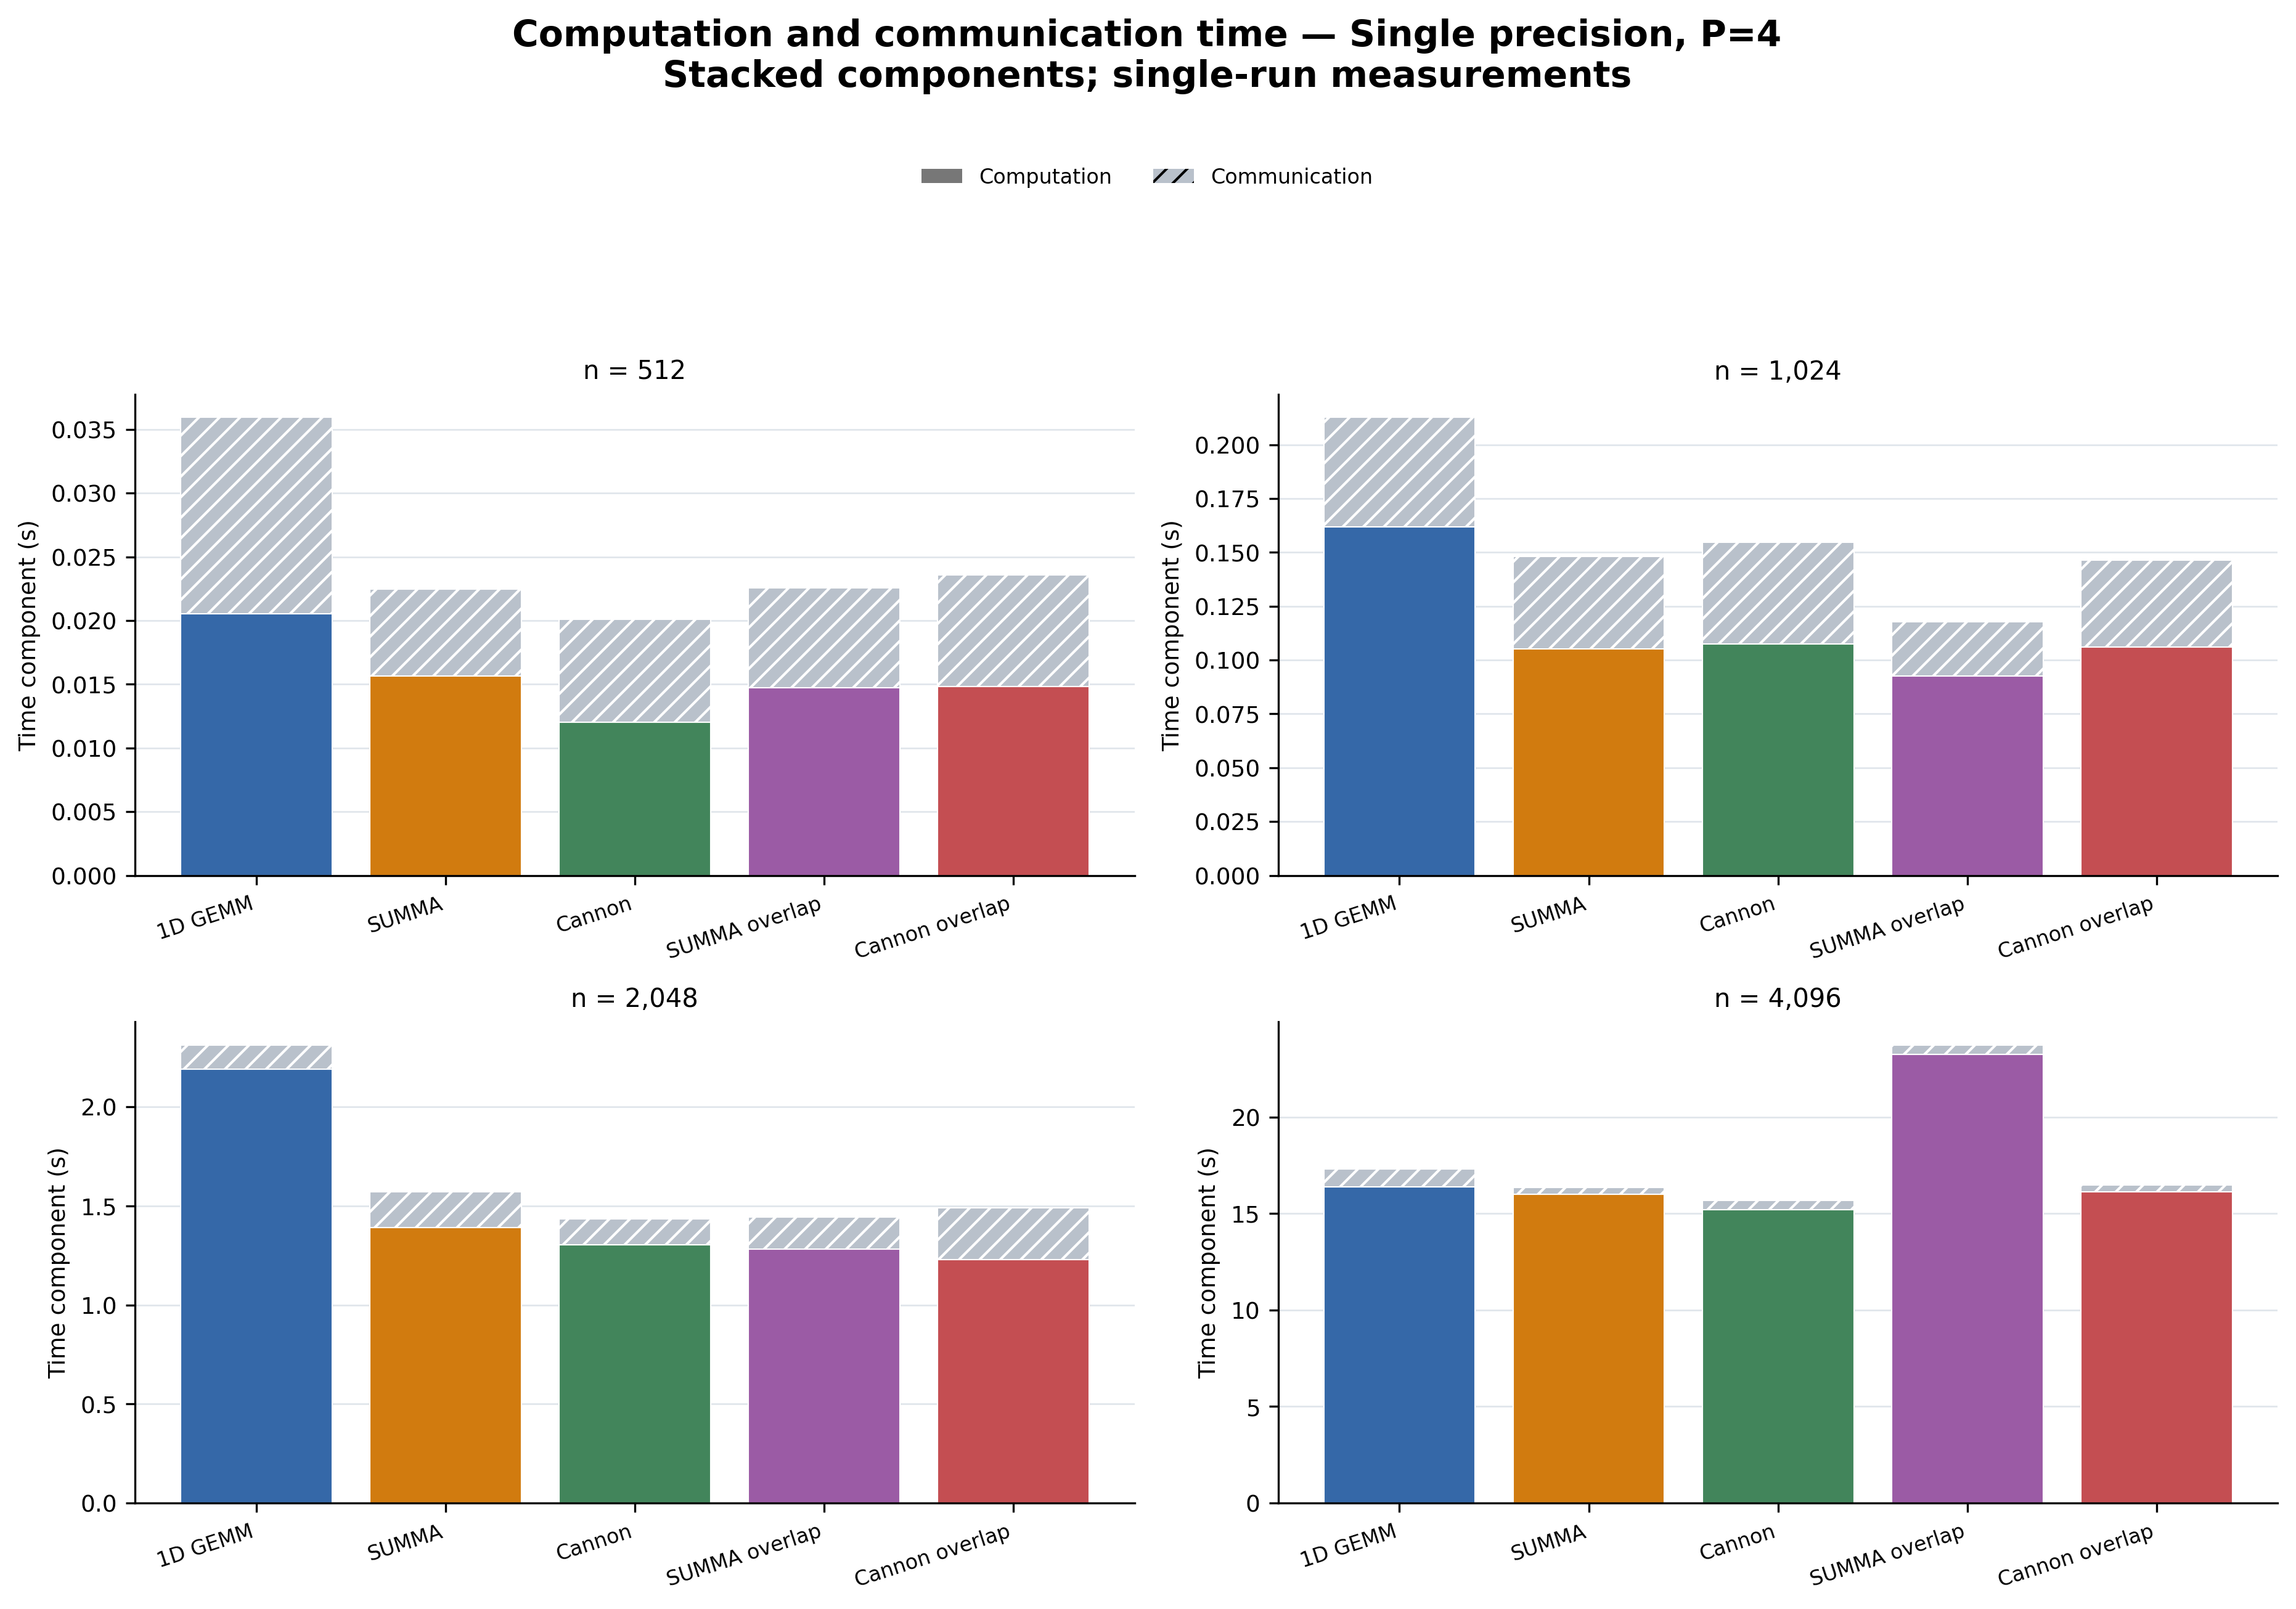 Computation and communication time — Single precision, P=4
Stacked components; single-run measurements
Computation
Communication
n = 512
Time component (s)
0.035
0.030
0.025
0.020
0.015
0.010
0.005
0.000
1D GEMM
SUMMA
Cannon
SUMMA overlap
Cannon overlap
n = 1,024
Time component (s)
0.200
0.175
0.150
0.125
0.100
0.075
0.050
0.025
0.000
1D GEMM
SUMMA
Cannon
SUMMA overlap
Cannon overlap
n = 2,048
Time component (s)
2.0
1.5
1.0
0.5
0.0
1D GEMM
SUMMA
Cannon
SUMMA overlap
Cannon overlap
n = 4,096
Time component (s)
20
15
10
5
0
1D GEMM
SUMMA
Cannon
SUMMA overlap
Cannon overlap